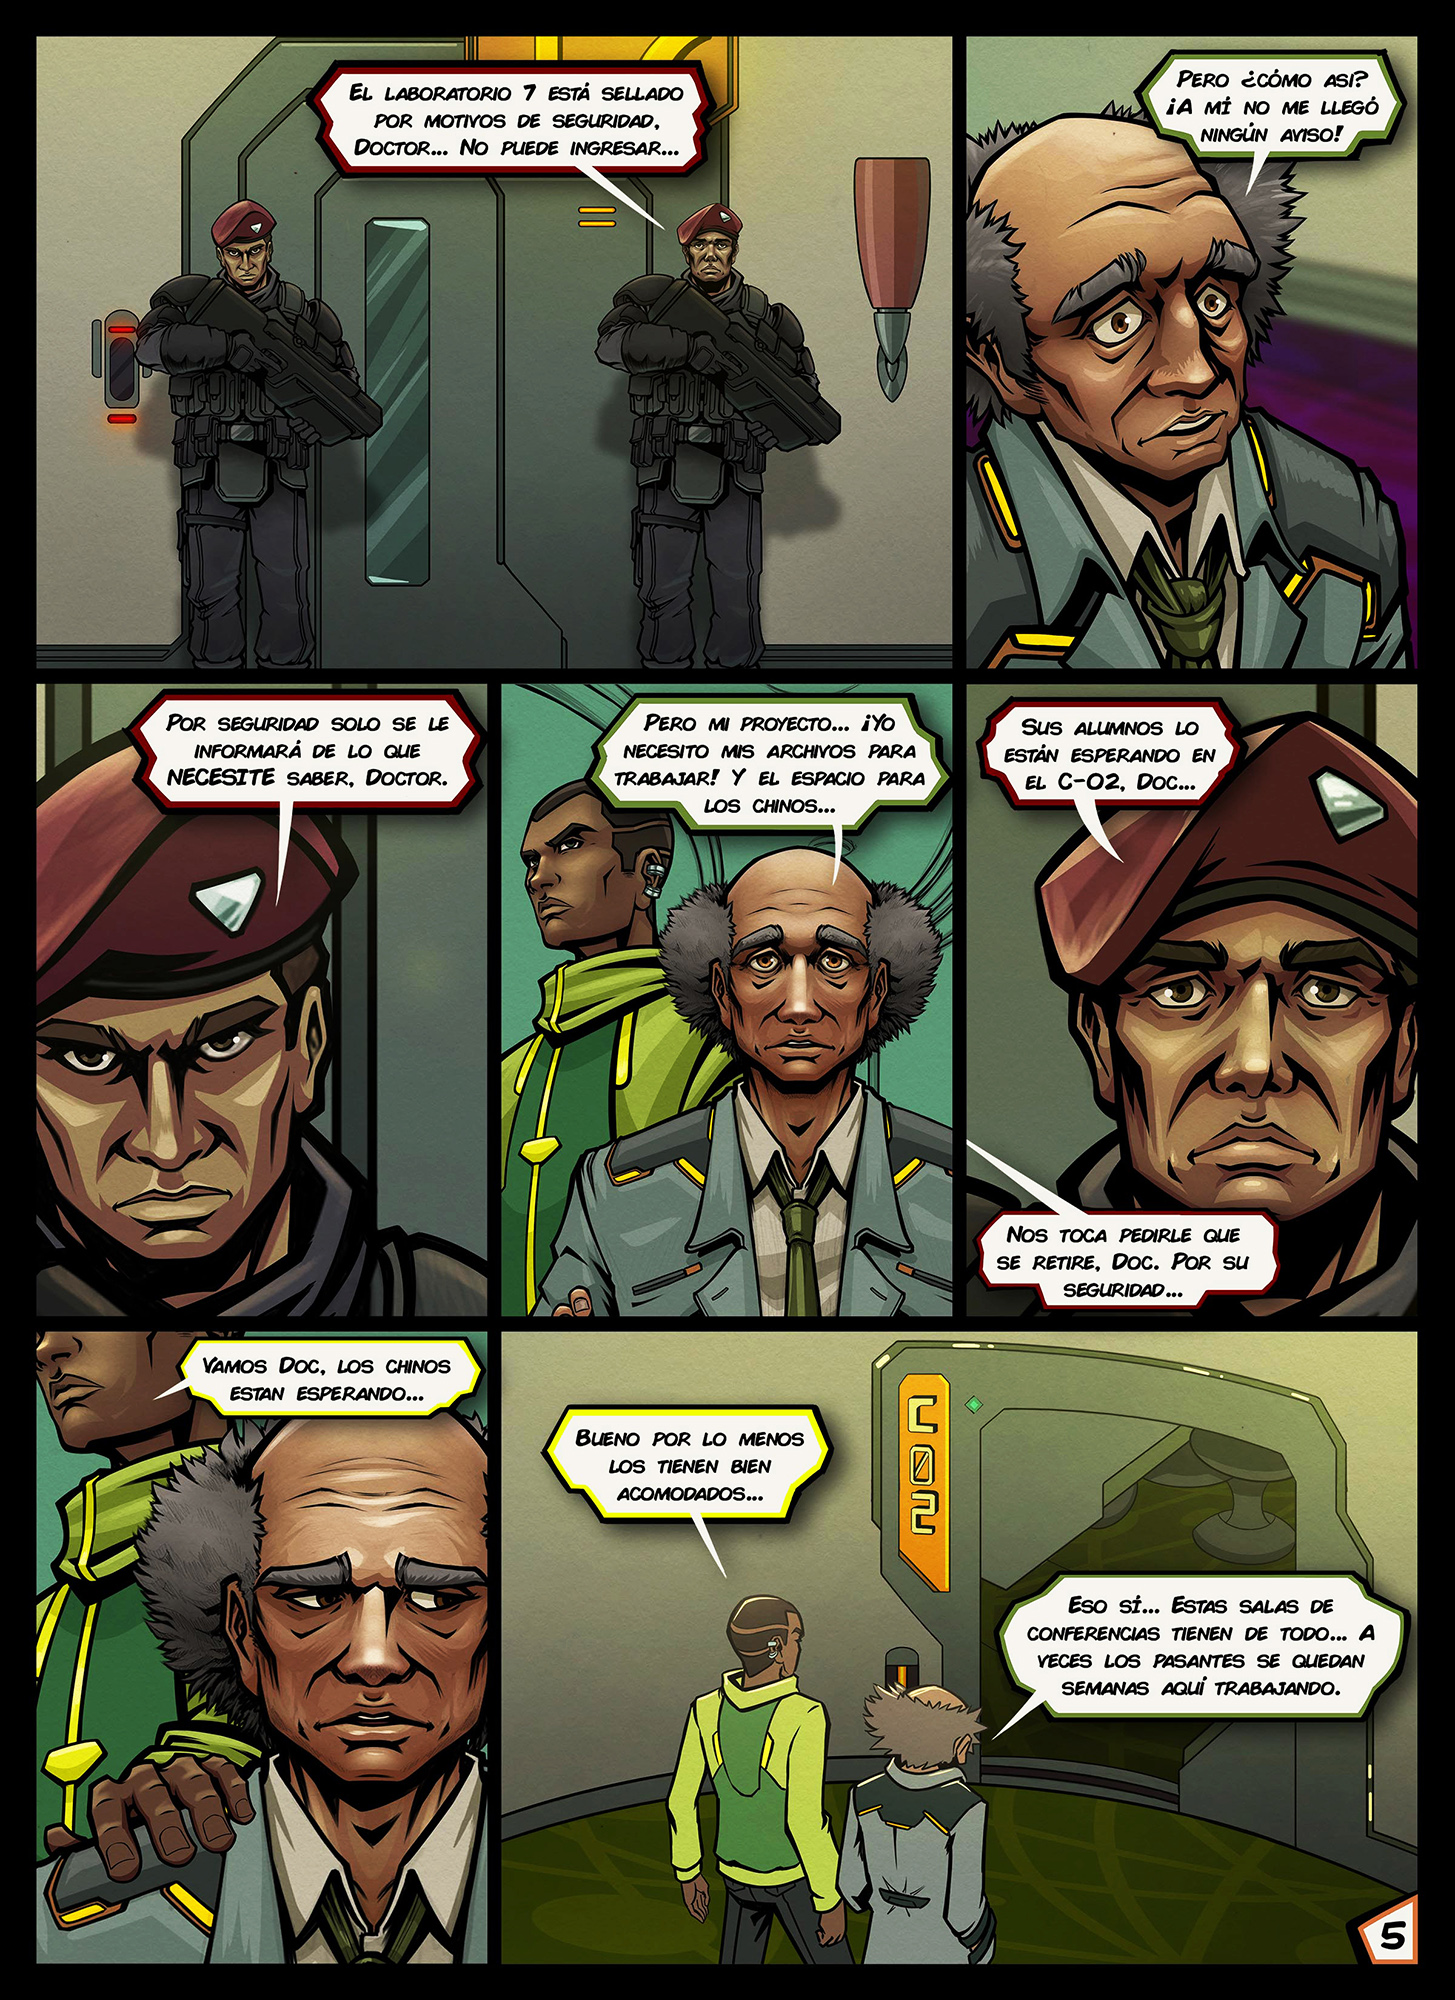 EL LABORATORIO 7 ESTÁ SELLADO
POR MOTIVOS DE SEGURIDAD,
DOCTOR... NO PUEDE INGRESAR...
PERO ¿CÓMO ASI?
¡A MÍ NO ME LLEGÓ
NINGÚN AVISO!
POR SEGURIDAD SOLO SE LE
INFORMARÁ DE LO QUE
NECESITE SABER, DOCTOR.
PERO MI PROYECTO... ¡YO
NECESITO MIS ARCHIVOS PARA
TRABAJAR! Y EL ESPACIO PARA
LOS CHINOS...
SUS ALUMNOS LO
ESTÁN ESPERANDO EN
EL C-02, DOC...
NOS TOCA PEDIRLE QUE
SE RETIRE, DOC. POR SU
SEGURIDAD...
VAMOS DOC, LOS CHINOS
ESTAN ESPERANDO...
BUENO POR LO MENOS
LOS TIENEN BIEN
ACOMODADOS...
C02
ESO SÍ... ESTAS SALAS DE
CONFERENCIAS TIENEN DE TODO... A
VECES LOS PASANTES SE QUEDAN
SEMANAS AQUÍ TRABAJANDO.
5